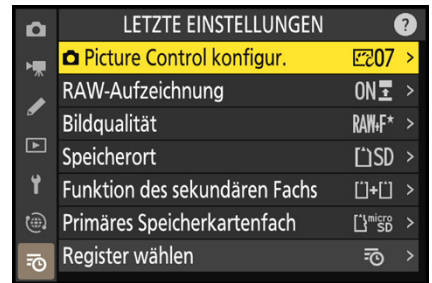 LETZTE EINSTELLUNGEN ?
Picture Control konfigur. 07 >
RAW-Aufzeichnung ON >
Bildqualität RAW+F* >
Speicherort SD >
Funktion des sekundären Fachs >
Primäres Speicherkartenfach micro SD >
Register wählen >